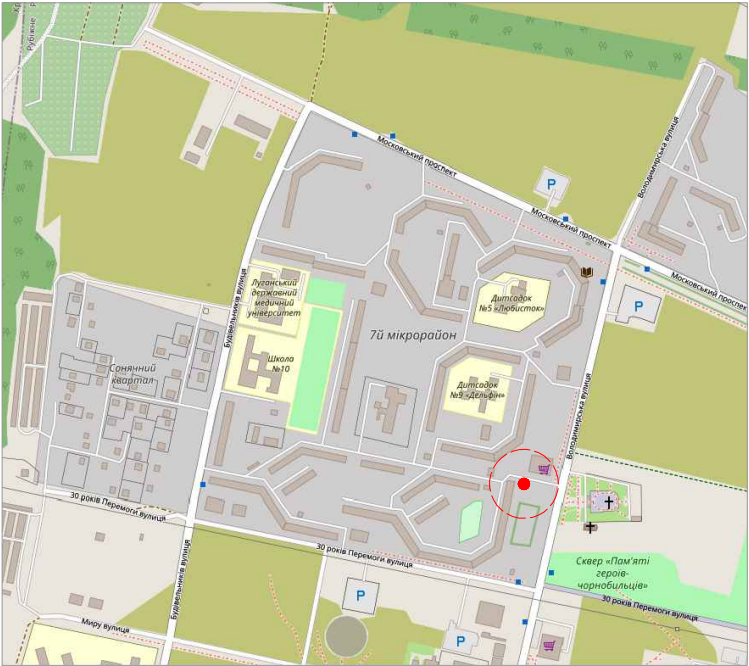 Рубіжне
Московський проспект
Володимирська вулиця
P
Московський проспект
Московський проспек
Луганський
державний
медичний
університет
Дитсадок
№5 «Любисток»
P
Будівельників вулиця
7й мікрорайон
Школа
№10
Сонячний
квартал
Дитсадок
№9 «Дельфін»
Володимирська вулиця
30 років Перемоги вулиця
30 років Перемоги вулиця
Сквер «Пам'яті
героїв-
чорнобильців»
Будівельників вулиця
P
30 років Перемоги вулиця
Миру вулиця
P